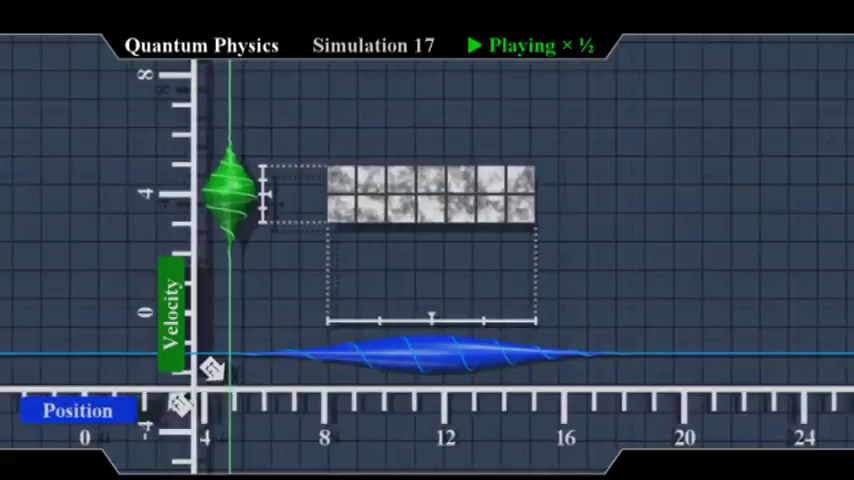 Quantum Physics Simulation 17 ▶ Playing × ½
8
4
0
-4
Velocity
Position
0 4 8 12 16 20 24